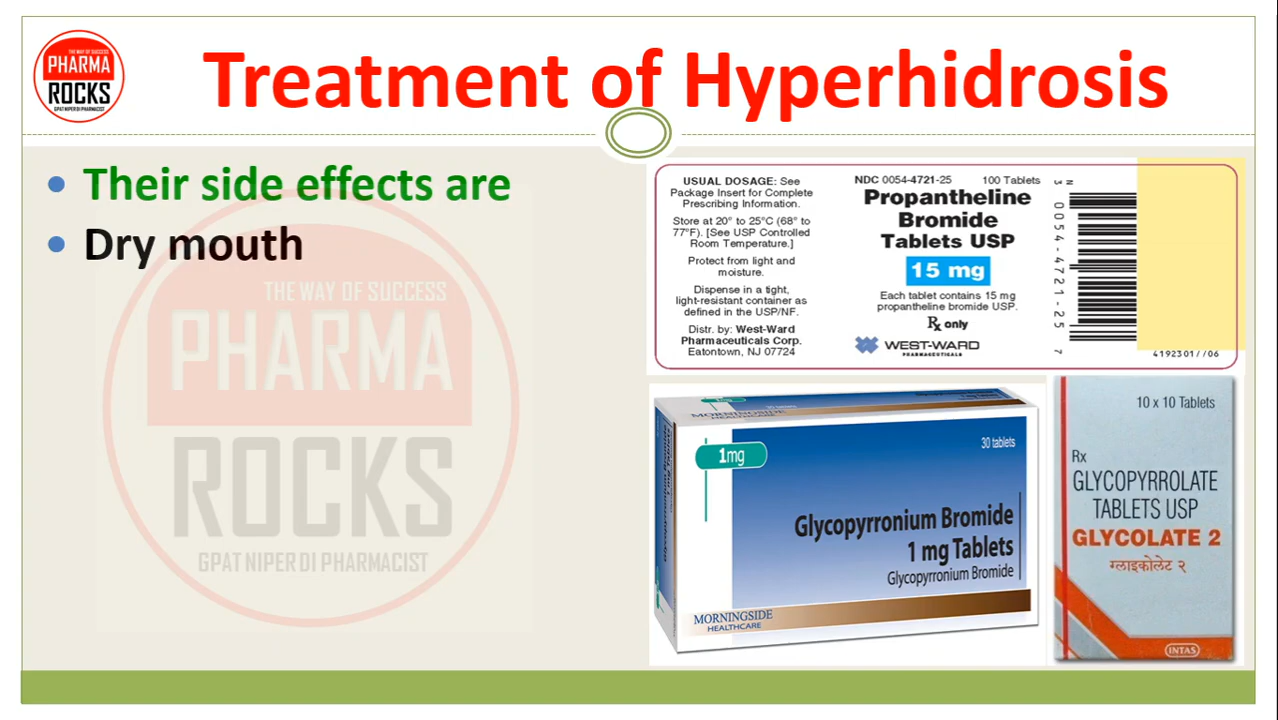 THE WAY OF SUCCESS
PHARMA
ROCKS
GPAT NIPER DI PHARMACIST
Treatment of Hyperhidrosis
Their side effects are
Dry mouth
THE WAY OF SUCCESS
PHARMA
ROCKS
GPAT NIPER DI PHARMACIST
USUAL DOSAGE: See
Package Insert for Complete
Prescribing Information.
Store at 20° to 25°C (68° to
77°F). [See USP Controlled
Room Temperature.]
Protect from light and
moisture.
Dispense in a tight,
light-resistant container as
defined in the USP/NF.
Distr. by: West-Ward
Pharmaceuticals Corp.
Eatontown, NJ 07724
NDC 0054-4721-25 100 Tablets
Propantheline
Bromide
Tablets USP
15 mg
Each tablet contains 15 mg
propantheline bromide USP.
Rx only
WEST-WARD
PHARMACEUTICALS
N 3 0054-4721-25 7
4192301//06
MORNINGSIDE
HEALTHCARE
1mg
30 tablets
Glycopyrronium Bromide
1 mg Tablets
Glycopyrronium Bromide
MORNINGSIDE
HEALTHCARE
10 x 10 Tablets
Rx
GLYCOPYRROLATE
TABLETS USP
GLYCOLATE 2
ग्लाइकोलेट २
INTAS